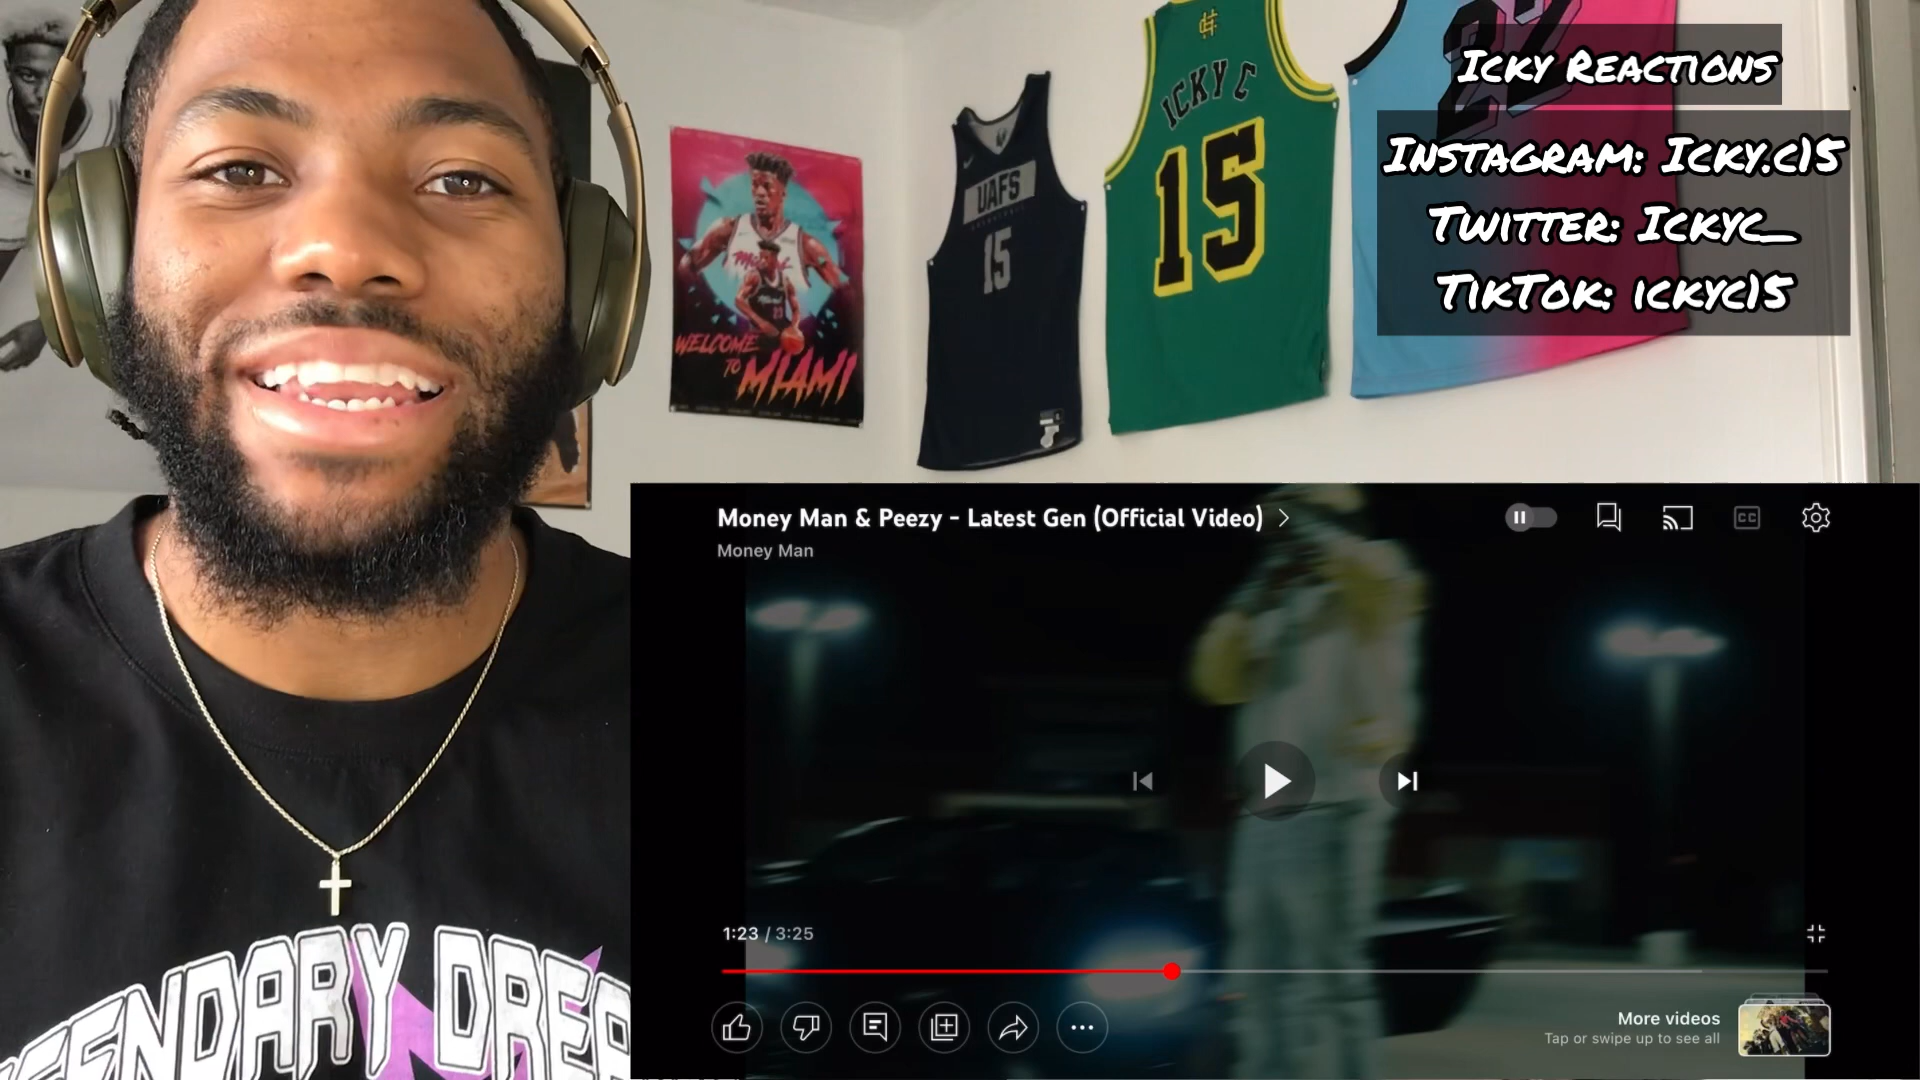 Icky Reactions
Instagram: Icky.c15
Twitter: Ickyc_
TikTok: ickyc15
ICKY C
15
22
UAFS
15
WELCOME
TO
MIAMI
Money Man & Peezy - Latest Gen (Official Video)
Money Man
CC
1:23 / 3:25
More videos
Tap or swipe up to see all